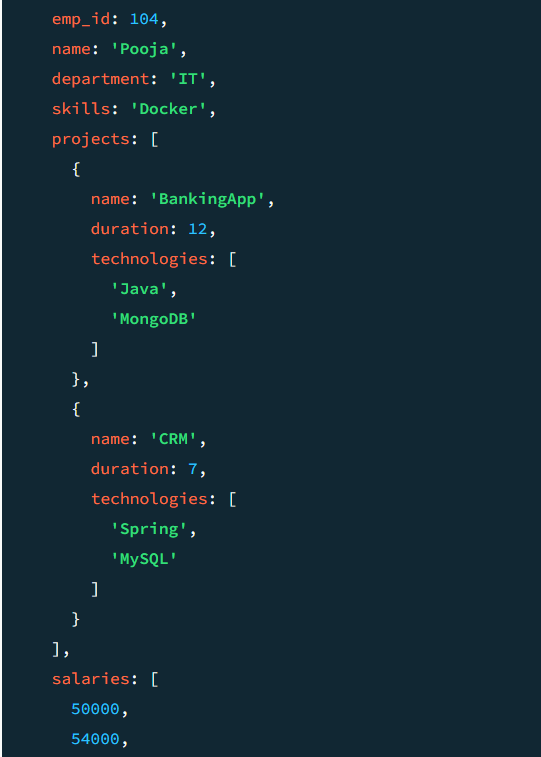 emp_id: 104,
name: 'Pooja',
department: 'IT',
skills: 'Docker',
projects: [
{
name: 'BankingApp',
duration: 12,
technologies: [
'Java',
'MongoDB'
]
},
{
name: 'CRM',
duration: 7,
technologies: [
'Spring',
'MySQL'
]
}
],
salaries: [
50000,
54000,